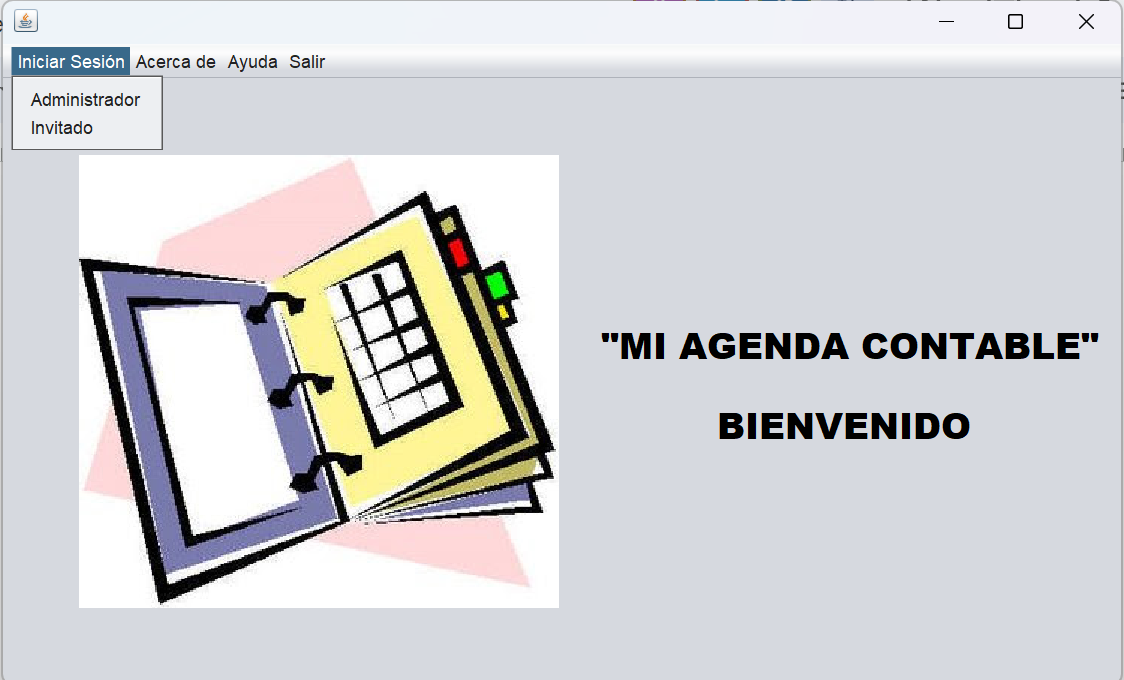 Iniciar Sesión Acerca de Ayuda Salir
Administrador
Invitado
"MI AGENDA CONTABLE"
BIENVENIDO